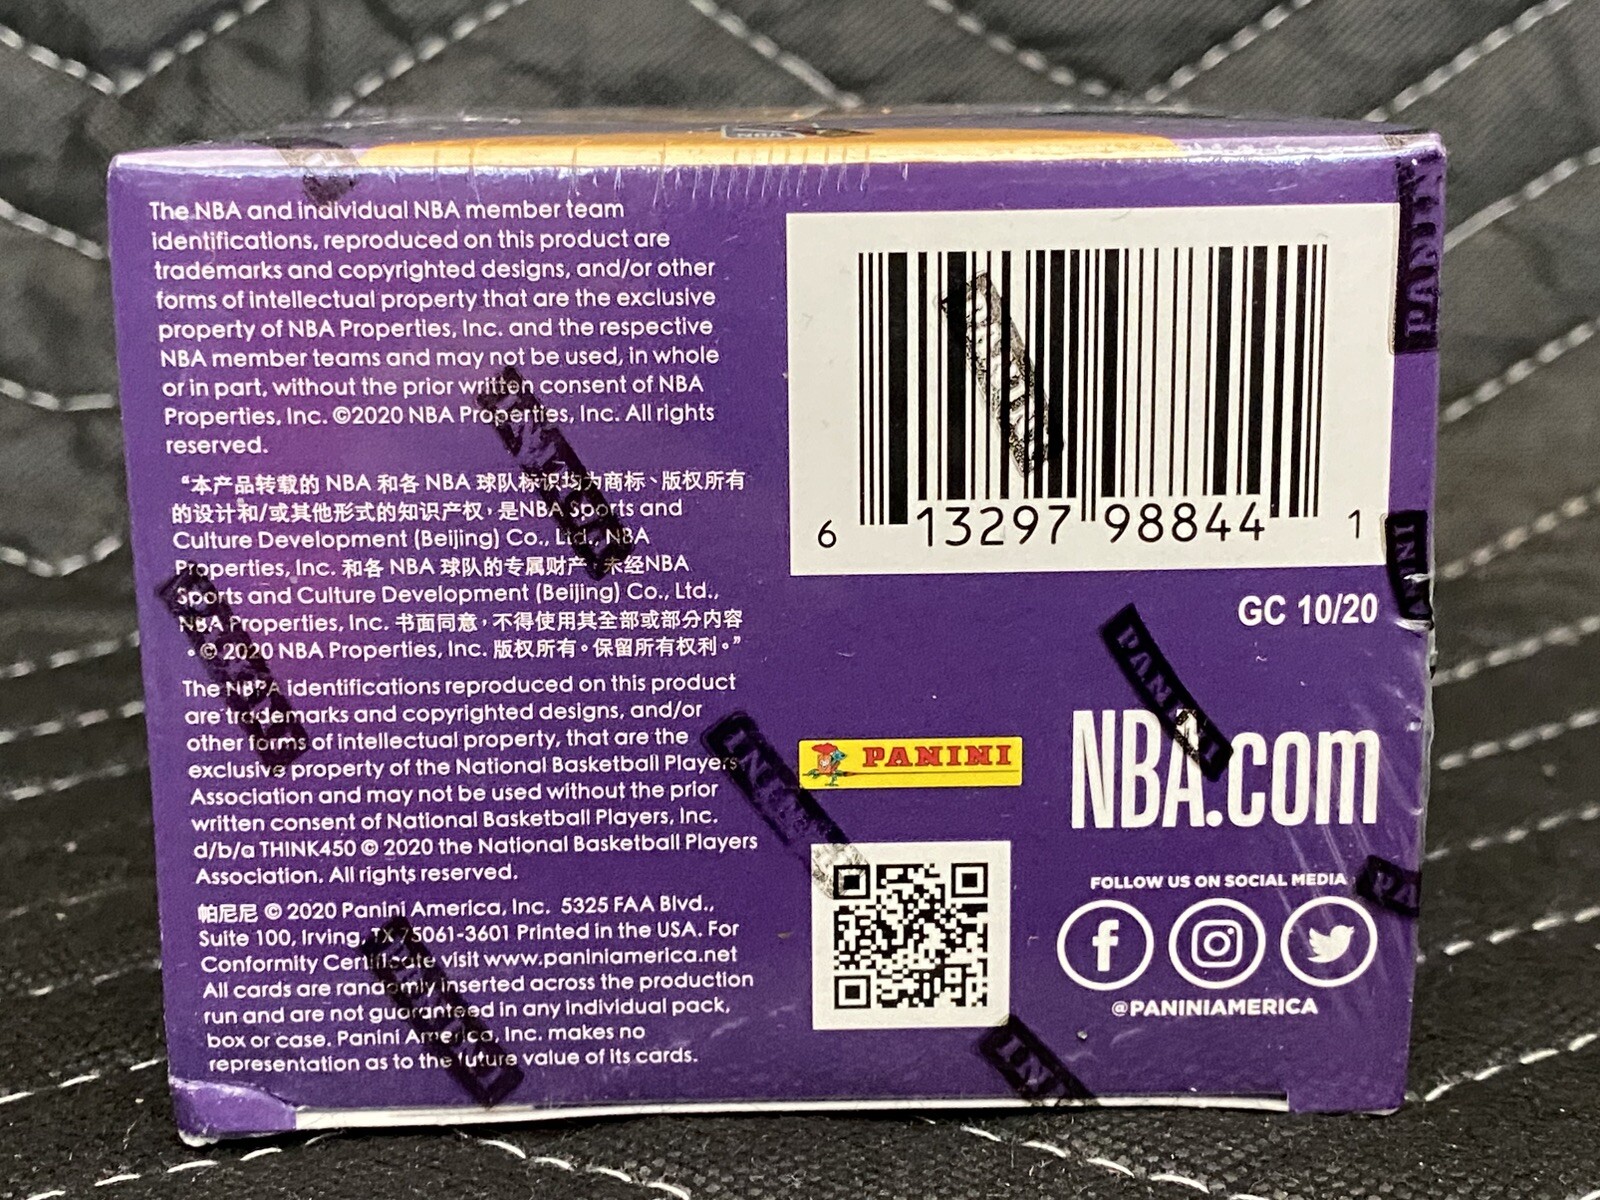 The NBA and individual NBA member team
identifications, reproduced on this product are
trademarks and copyrighted designs, and/or other
forms of intellectual property that are the exclusive
property of NBA Properties, Inc. and the respective
NBA member teams and may not be used, in whole
or in part, without the prior written consent of NBA
Properties, Inc. ©2020 NBA Properties, Inc. All rights
reserved.
“本产品转载的 NBA 和各 NBA 球队标识均为商标、版权所有
的设计和/或其他形式的知识产权，是NBA Sports and
Culture Development (Beijing) Co., Ltd., NBA
Properties, Inc. 和各 NBA 球队的专属财产 未经NBA
Sports and Culture Development (Beijing) Co., Ltd.,
NBA Properties, Inc. 书面同意，不得使用其全部或部分内容
。© 2020 NBA Properties, Inc. 版权所有。保留所有权利。”
The NBPA identifications reproduced on this product
are trademarks and copyrighted designs, and/or
other forms of intellectual property, that are the
exclusive property of the National Basketball Players
Association and may not be used without the prior
written consent of National Basketball Players, Inc.
d/b/a THINK450 © 2020 the National Basketball Players
Association. All rights reserved.
帕尼尼 © 2020 Panini America, Inc. 5325 FAA Blvd.,
Suite 100, Irving, TX 75061-3601 Printed in the USA. For
Conformity Certificate visit www.paniniamerica.net
All cards are randomly inserted across the production
run and are not guaranteed in any individual pack,
box or case. Panini America, Inc. makes no
representation as to the future value of its cards.
6 13297 98844 1
GC 10/20
PANINI
NBA.com
FOLLOW US ON SOCIAL MEDIA
@PANINIAMERICA
PANINI
PANINI